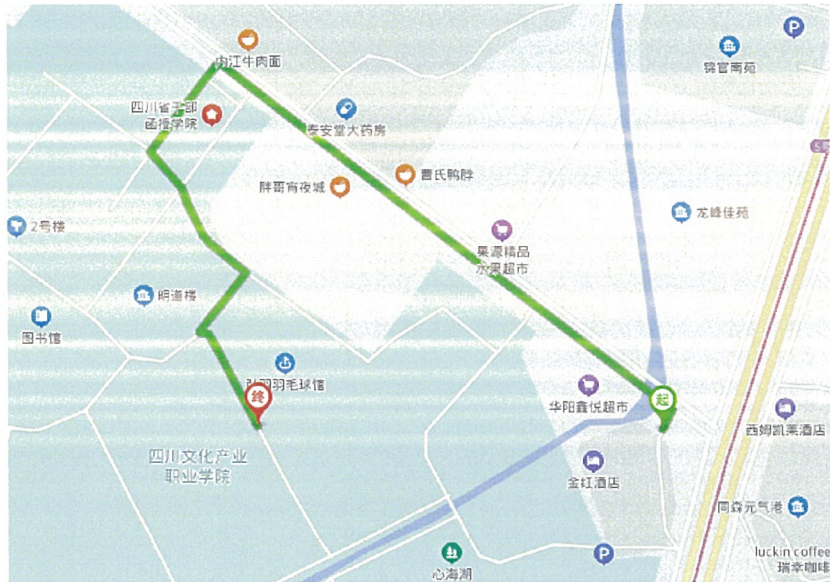 内江牛肉面
P
锦官南苑
四川省干部
函授学院
泰安堂大药房
5号
曹氏鸭脖
胖哥宵夜城
2号楼
龙峰佳苑
果源精品
水果超市
明道楼
图书馆
羽毛球馆
终
起
华阳鑫悦超市
西姆凯莱酒店
四川文化产业
职业学院
金红酒店
同森元气港
心海湖
P
luckin coffee
瑞幸咖啡